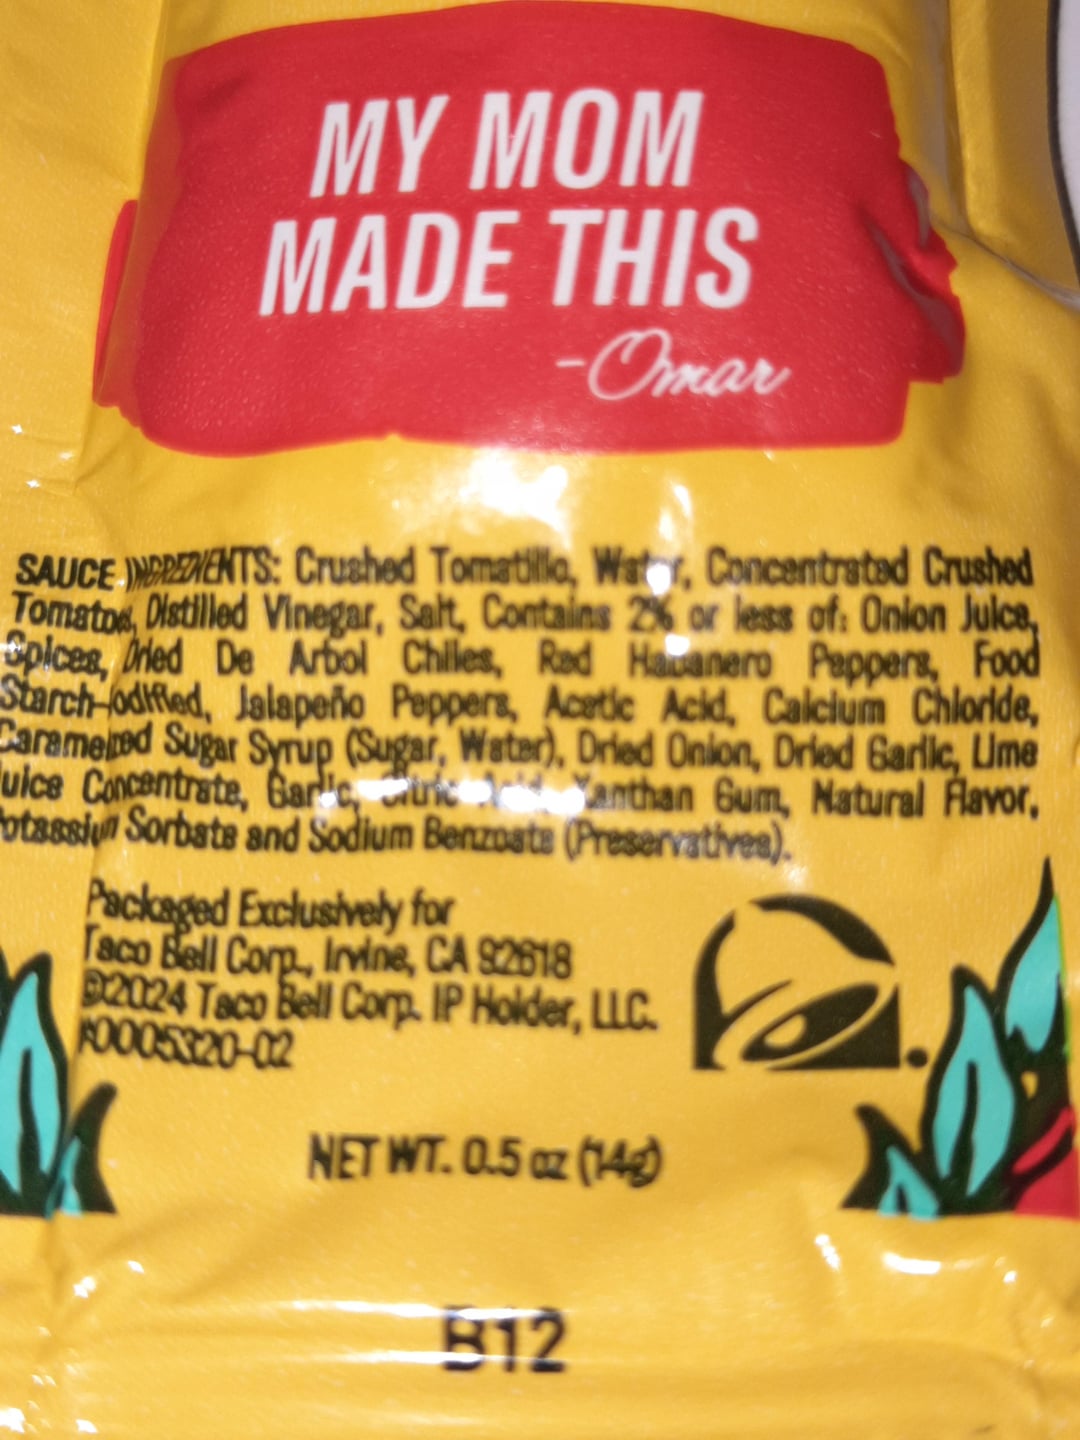 MY MOM
MADE THIS
-Omar
SAUCE INGREDIENTS: Crushed Tomatillo, Water, Concentrated Crushed
Tomatoes, Distilled Vinegar, Salt, Contains 2% or less of: Onion Juice,
Spices, Dried De Arbol Chiles, Red Habanero Peppers, Food
Starch-Modified, Jalapeño Peppers, Acetic Acid, Calcium Chloride,
Caramelized Sugar Syrup (Sugar, Water), Dried Onion, Dried Garlic, Lime
Juice Concentrate, Garlic, Citric Acid, Xanthan Gum, Natural Flavor,
Potassium Sorbate and Sodium Benzoate (Preservatives).
Packaged Exclusively for
Taco Bell Corp., Irvine, CA 92618
©2024 Taco Bell Corp. IP Holder, LLC.
NET WT. 0.5 oz (14g)
B12